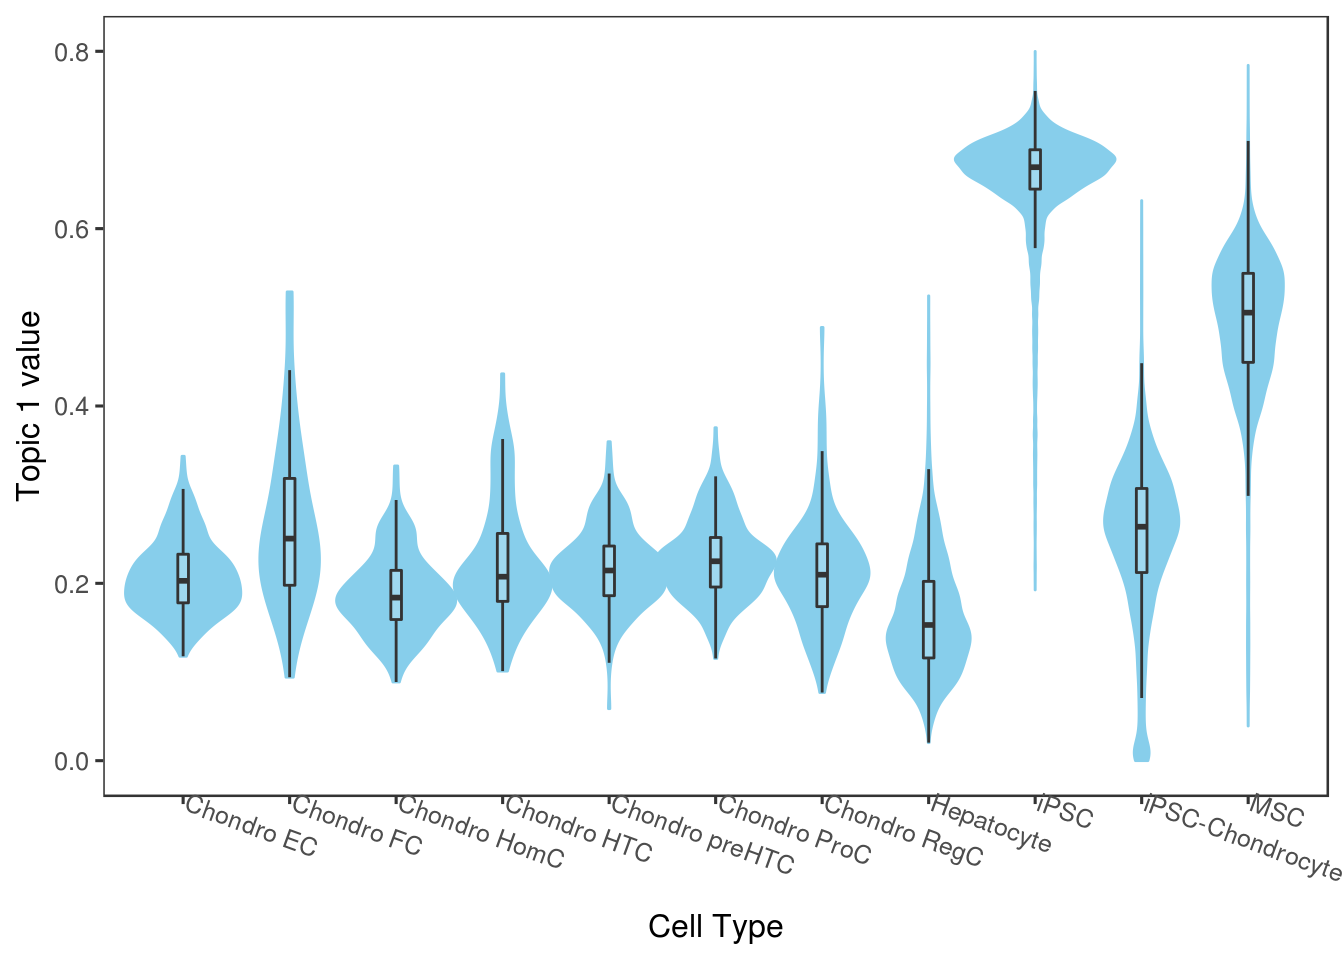 0.8
0.6
0.4
0.2
0.0
Topic 1 value
Chondro EC
Chondro FC
Chondro HomC
Chondro HTC
Chondro preHTC
Chondro ProC
Chondro RegC
Hepatocyte
iPSC
iPSC-Chondrocyte
MSC
Cell Type